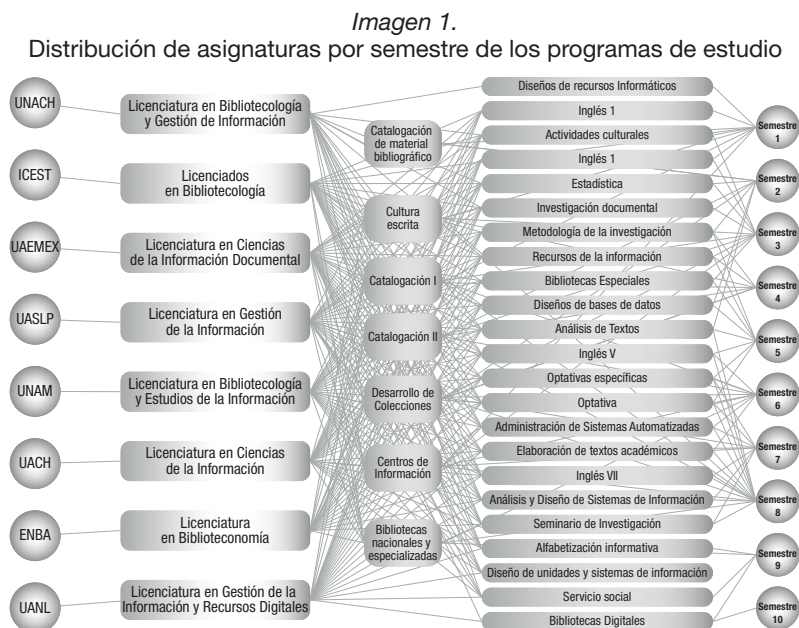 Imagen 1.
Distribución de asignaturas por semestre de los programas de estudio
UNACH
ICEST
UAEMEX
UASLP
UNAM
UACH
ENBA
UANL
Licenciatura en Bibliotecología
y Gestión de Información
Licenciados
en Bibliotecología
Licenciatura en Ciencias
de la Información Documental
Licenciatura en Gestión
de la Información
Licenciatura en Bibliotecología
y Estudios de la Información
Licenciatura en Ciencias
de la Información
Licenciatura
en Biblioteconomía
Licenciatura en Gestión de la
Información y Recursos Digitales
Catalogación
de material
bibliográfico
Cultura
escrita
Catalogación I
Catalogación II
Desarrollo de
Colecciones
Centros de
Información
Bibliotecas
nacionales y
especializadas
Diseños de recursos Informáticos
Inglés 1
Actividades culturales
Inglés 1
Estadística
Investigación documental
Metodología de la investigación
Recursos de la información
Bibliotecas Especiales
Diseños de bases de datos
Análisis de Textos
Inglés V
Optativas específicas
Optativa
Administración de Sistemas Automatizadas
Elaboración de textos académicos
Inglés VII
Análisis y Diseño de Sistemas de Información
Seminario de Investigación
Alfabetización informativa
Diseño de unidades y sistemas de información
Servicio social
Bibliotecas Digitales
Semestre
1
Semestre
2
Semestre
3
Semestre
4
Semestre
5
Semestre
6
Semestre
7
Semestre
8
Semestre
9
Semestre
10